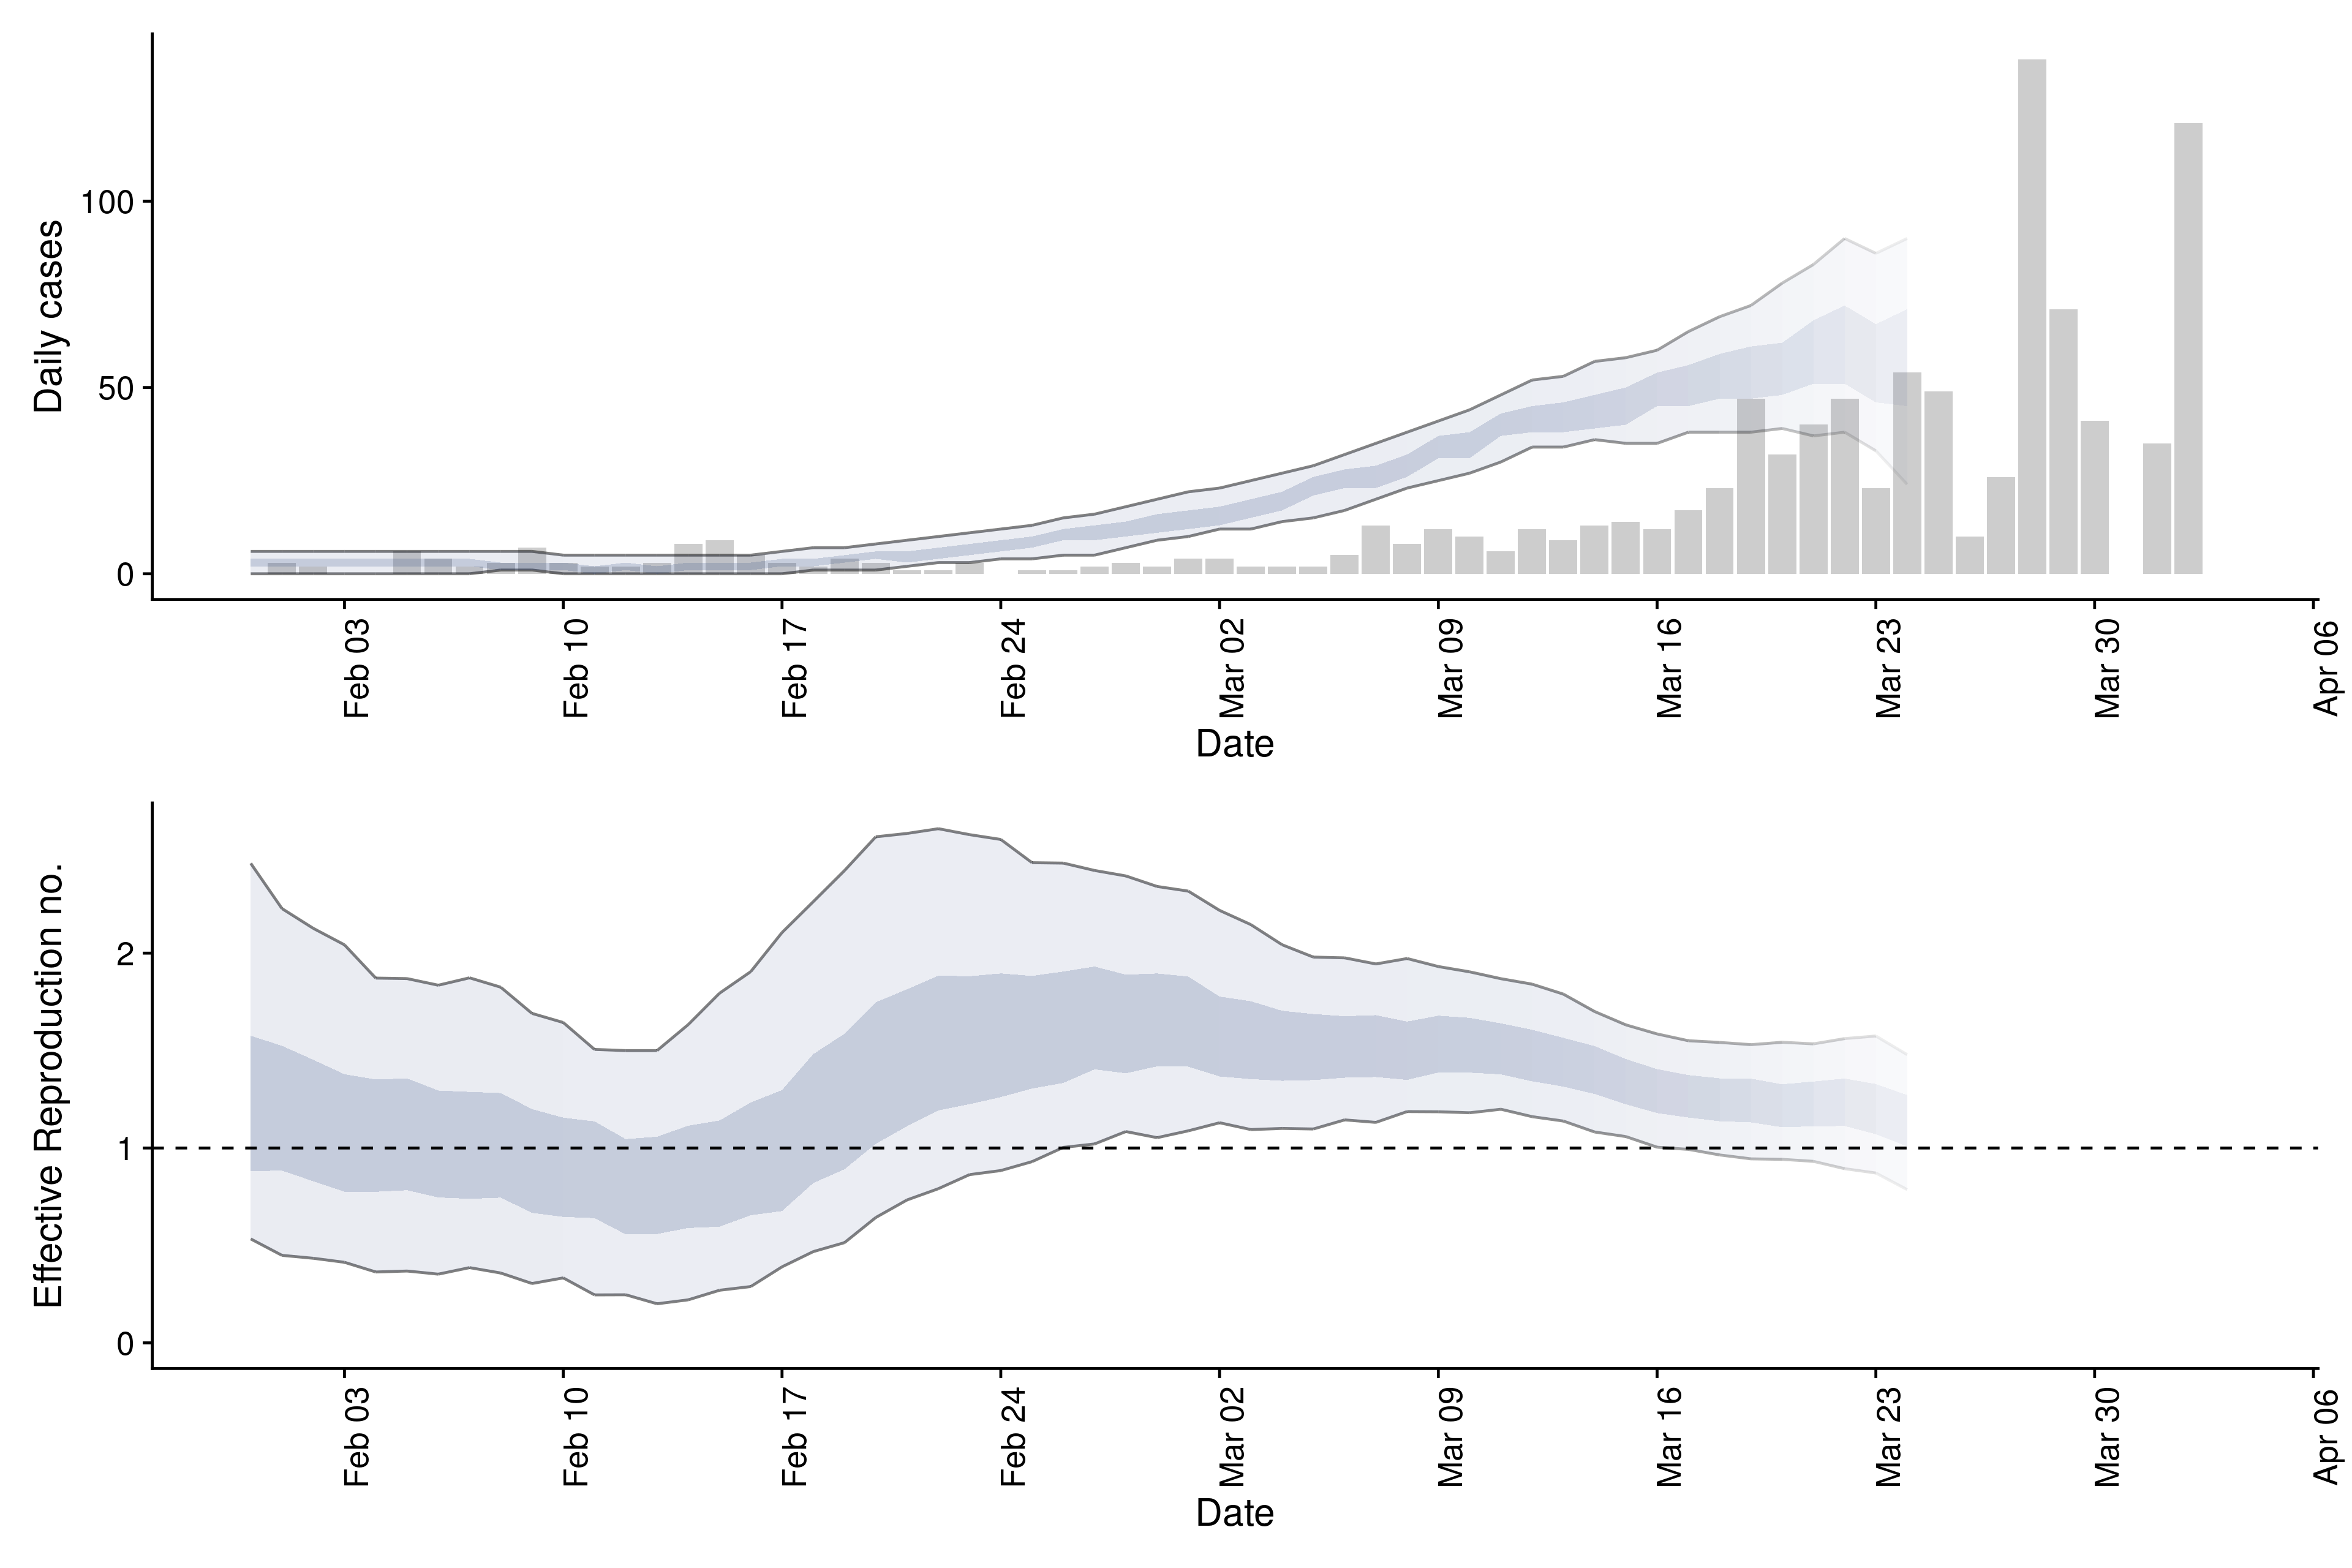 Daily cases
100
50
0
Feb 03 Feb 10 Feb 17 Feb 24 Mar 02 Mar 09 Mar 16 Mar 23 Mar 30 Apr 06
Date
Effective Reproduction no.
2
1
0
Feb 03 Feb 10 Feb 17 Feb 24 Mar 02 Mar 09 Mar 16 Mar 23 Mar 30 Apr 06
Date